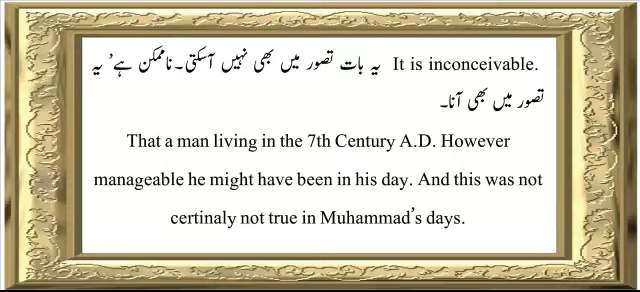 It is inconceivable. یہ بات تصور میں بھی نہیں آسکتی۔ ناممکن ہے' یہ
تصور میں بھی آنا۔
That a man living in the 7th Century A.D. However
manageable he might have been in his day. And this was not
certinaly not true in Muhammad's days.